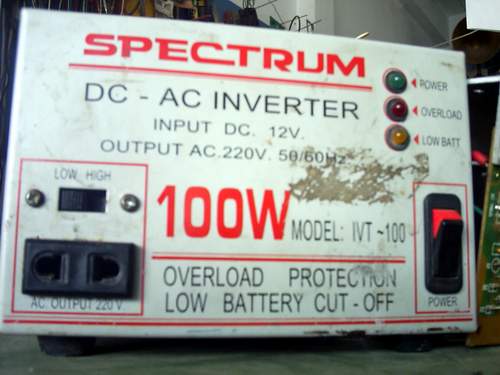 SPECTRUM
DC - AC INVERTER
INPUT DC. 12V.
OUTPUT AC.220V. 50/60Hz
POWER
OVERLOAD
LOW BATT
LOW HIGH
100W MODEL: IVT ~100
AC. OUTPUT 220 V
OVERLOAD PROTECTION
LOW BATTERY CUT - OFF
POWER